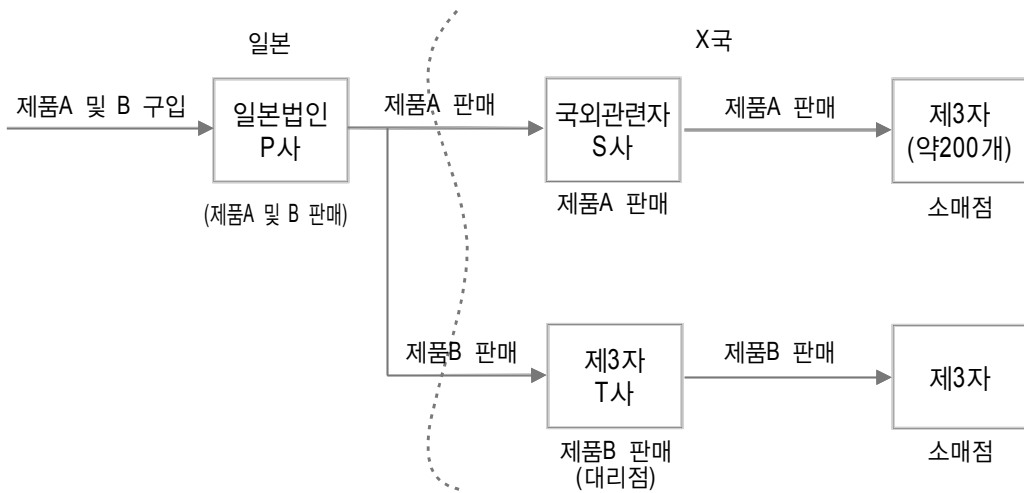 일본
X국
제품A 및 B 구입
일본법인
P사
(제품A 및 B 판매)
제품A 판매
국외관련자
S사
제품A 판매
제품A 판매
제3자
(약200개)
소매점
제품B 판매
제3자
T사
제품B 판매
(대리점)
제품B 판매
제3자
소매점